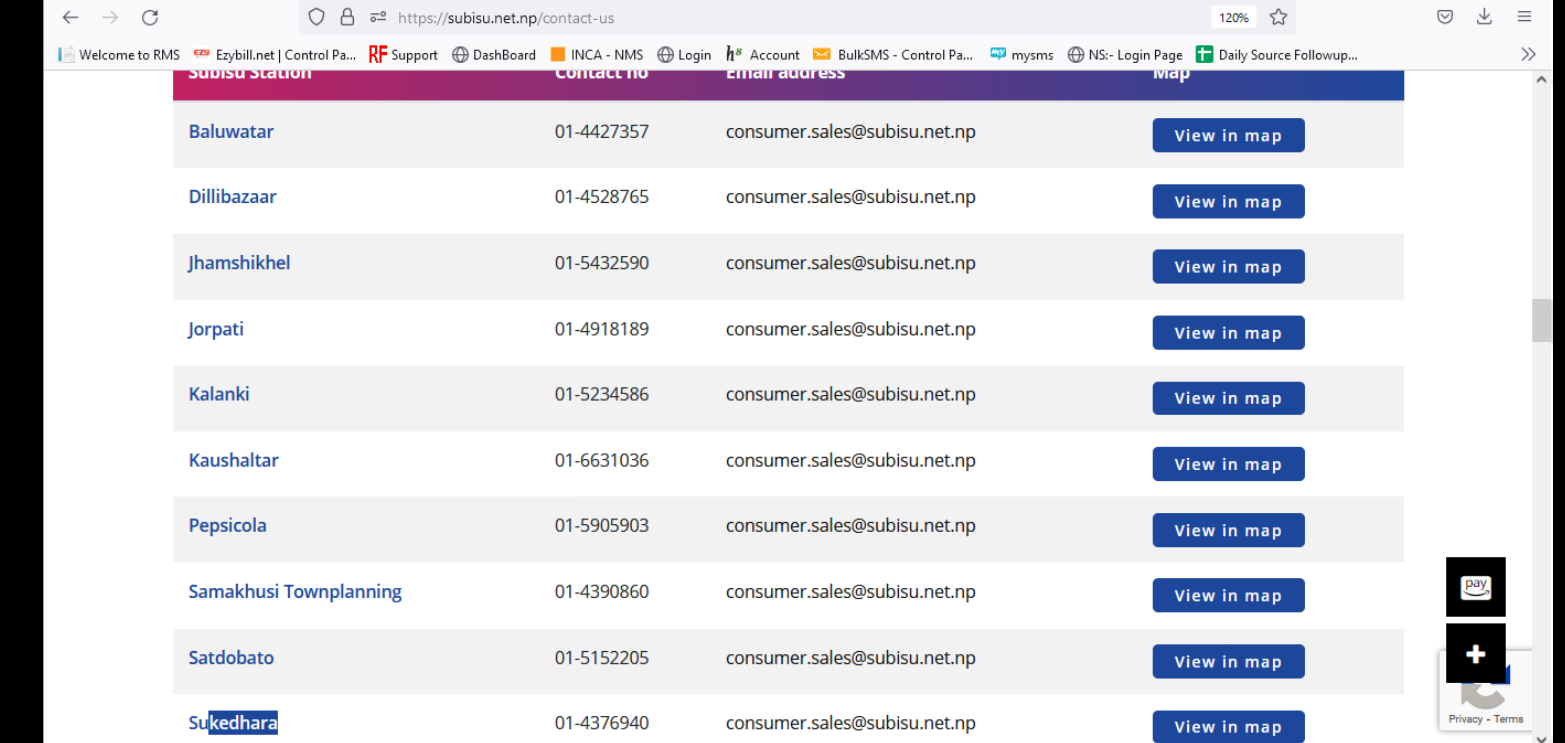 https://subisu.net.np/contact-us 120%
Welcome to RMS Ezybill.net | Control Pa... RF Support DashBoard INCA - NMS Login h8 Account BulkSMS - Control Pa... mysms NS:- Login Page Daily Source Followup...
Subisu Station Contact no Email address Map
Baluwatar 01-4427357 consumer.sales@subisu.net.np View in map
Dillibazaar 01-4528765 consumer.sales@subisu.net.np View in map
Jhamshikhel 01-5432590 consumer.sales@subisu.net.np View in map
Jorpati 01-4918189 consumer.sales@subisu.net.np View in map
Kalanki 01-5234586 consumer.sales@subisu.net.np View in map
Kaushaltar 01-6631036 consumer.sales@subisu.net.np View in map
Pepsicola 01-5905903 consumer.sales@subisu.net.np View in map
pay
Samakhusi Townplanning 01-4390860 consumer.sales@subisu.net.np View in map
Satdobato 01-5152205 consumer.sales@subisu.net.np View in map
Sukedhara 01-4376940 consumer.sales@subisu.net.np View in map
Privacy - Terms